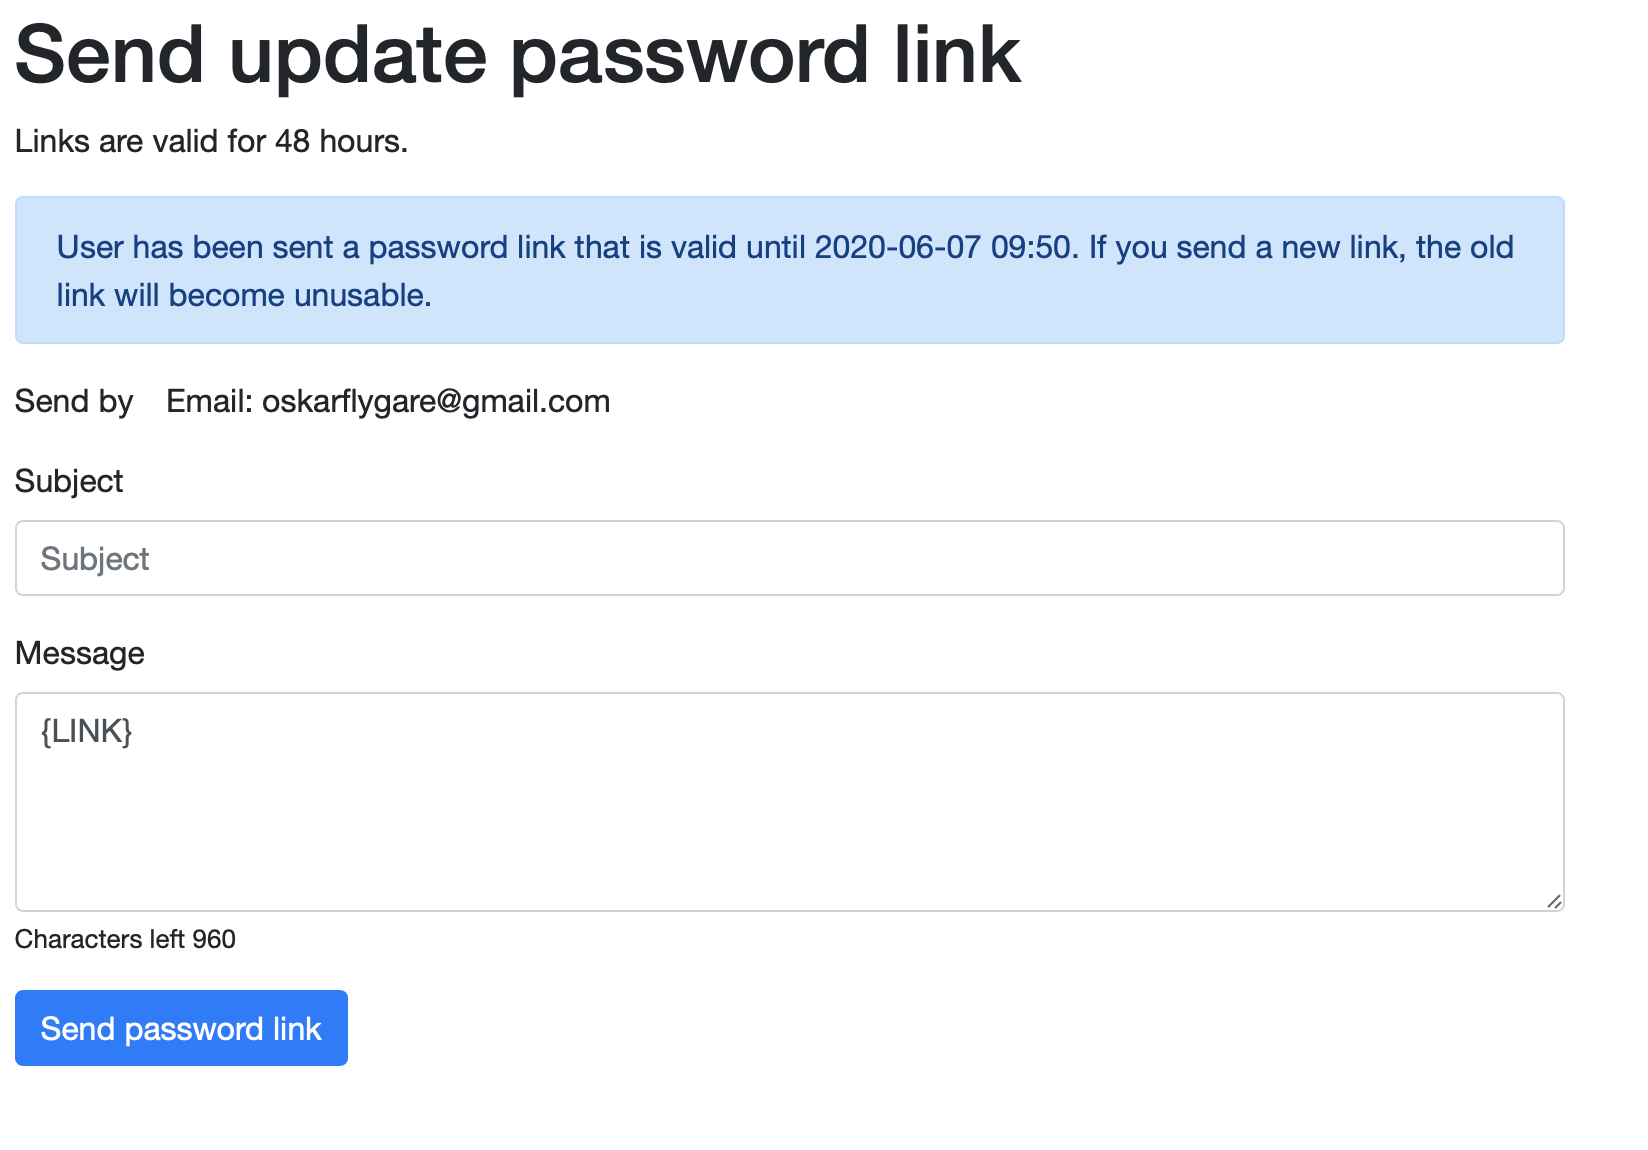 Send update password link
Links are valid for 48 hours.
User has been sent a password link that is valid until 2020-06-07 09:50. If you send a new link, the old
link will become unusable.
Send by Email: oskarflygare@gmail.com
Subject
Subject
Message
{LINK}
Characters left 960
Send password link